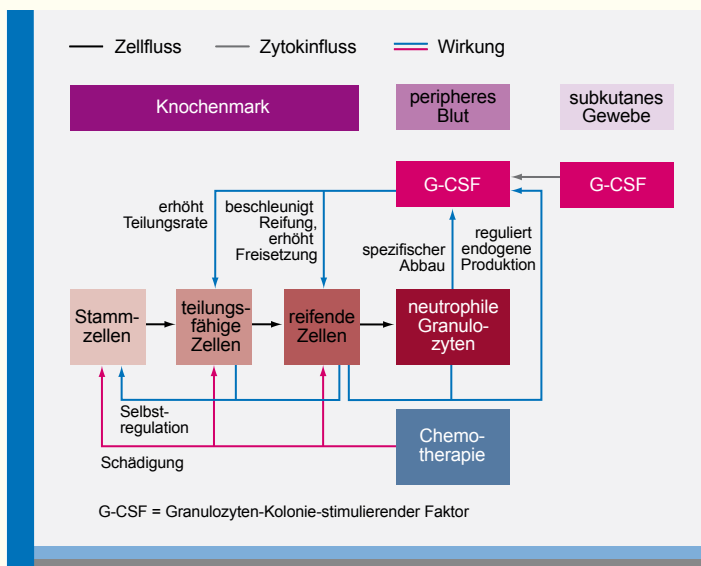 Zellfluss
Zytokinfluss
Wirkung
Knochenmark
peripheres
Blut
subkutanes
Gewebe
G-CSF
G-CSF
erhöht
Teilungsrate
beschleunigt
Reifung,
erhöht
Freisetzung
spezifischer
Abbau
reguliert
endogene
Produktion
Stamm-
zellen
teilungs-
fähige
Zellen
reifende
Zellen
neutrophile
Granulo-
zyten
Selbst-
regulation
Schädigung
Chemo-
therapie
G-CSF = Granulozyten-Kolonie-stimulierender Faktor